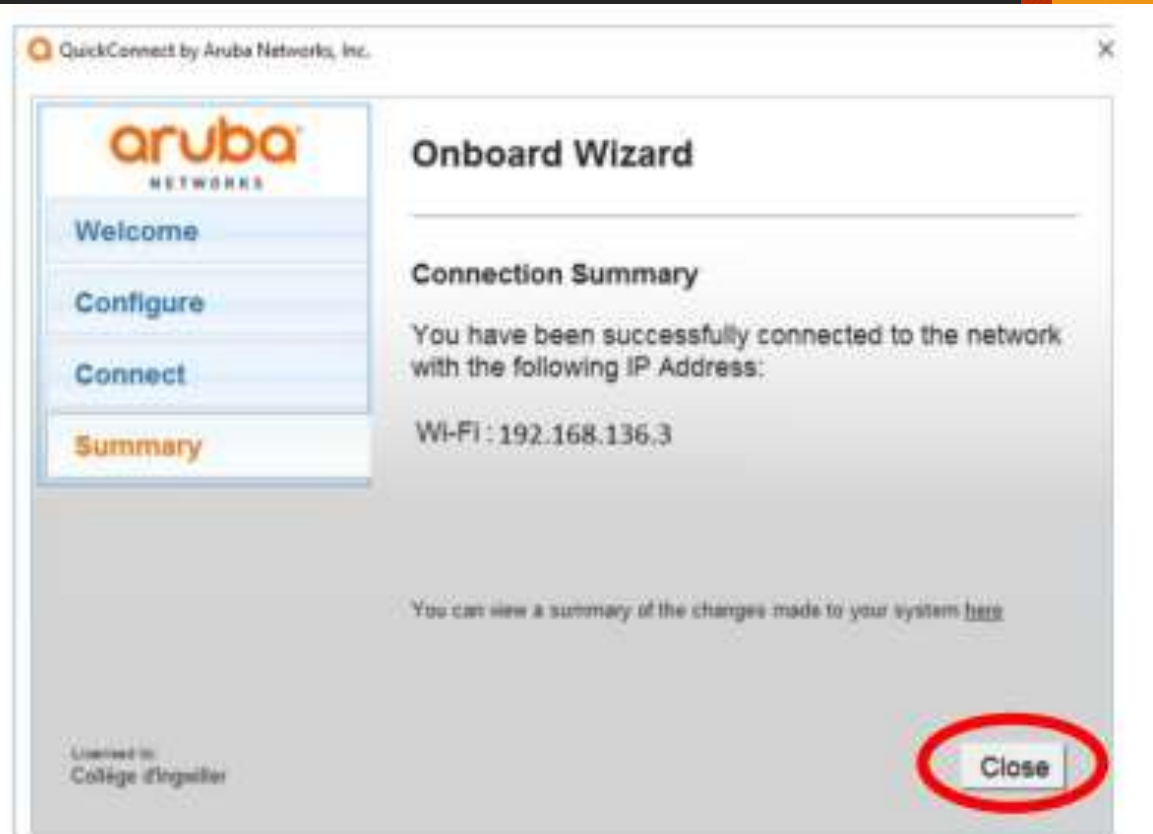 QuickConnect by Aruba Networks, Inc.
aruba
NETWORKS
Welcome
Configure
Connect
Summary
Onboard Wizard
Connection Summary
You have been successfully connected to the network
with the following IP Address:
Wi-Fi : 192.168.136.3
You can view a summary of the changes made to your system here
Licensed to:
Collège d'Ingwiller
Close